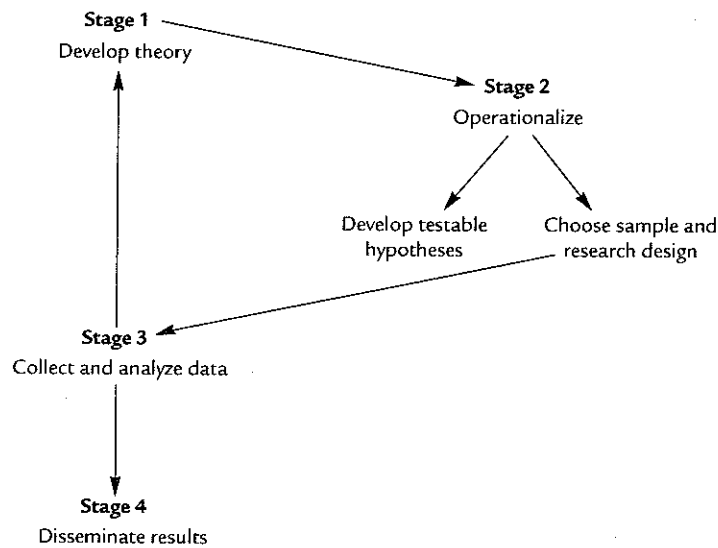 Stage 1
Develop theory
Stage 2
Operationalize
Develop testable
hypotheses
Choose sample and
research design
Stage 3
Collect and analyze data
Stage 4
Disseminate results